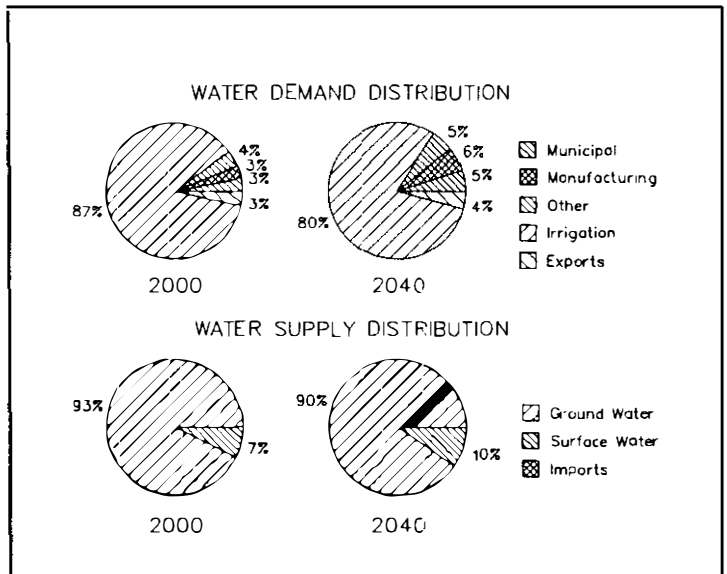 WATER DEMAND DISTRIBUTION
4%
3%
3%
3%
87%
2000
5%
6%
5%
4%
80%
2040
Municipal
Manufacturing
Other
Irrigation
Exports
WATER SUPPLY DISTRIBUTION
93%
7%
2000
90%
10%
2040
Ground Water
Surface Water
Imports